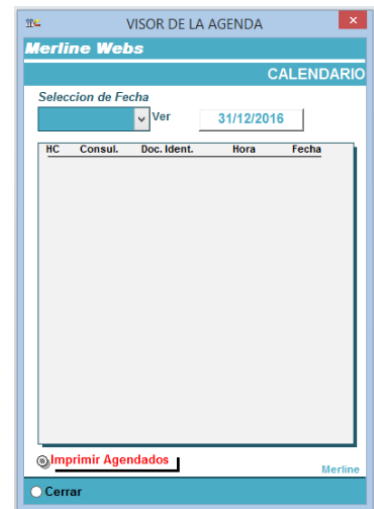 VISOR DE LA AGENDA
Merline Webs
CALENDARIO
Seleccion de Fecha
Ver 31/12/2016
HC Consul. Doc. Ident. Hora Fecha
Imprimir Agendados
Merline
Cerrar